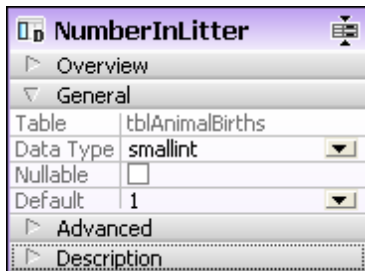 NumberInLitter
Overview
General
Table tblAnimalBirths
Data Type smallint
Nullable
Default 1
Advanced
Description